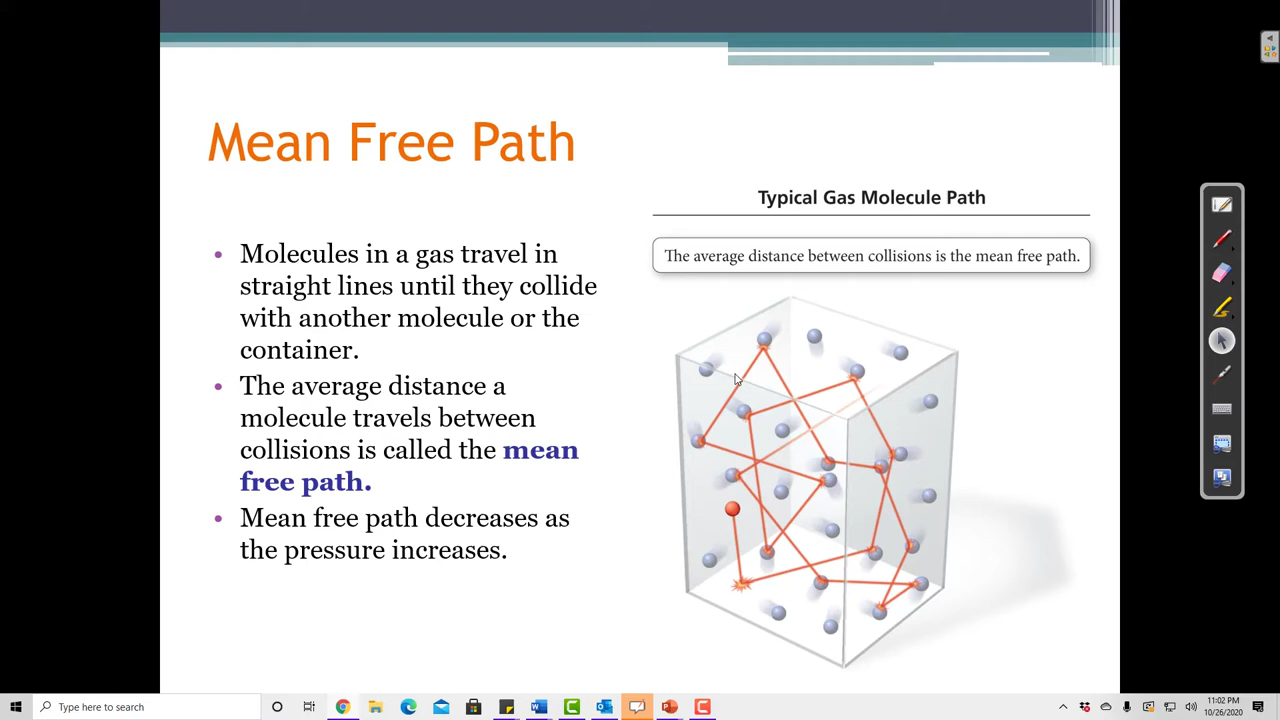 Mean Free Path
Typical Gas Molecule Path
The average distance between collisions is the mean free path.
• Molecules in a gas travel in
straight lines until they collide
with another molecule or the
container.
• The average distance a
molecule travels between
collisions is called the mean
free path.
• Mean free path decreases as
the pressure increases.
Type here to search
11:02 PM
10/26/2020